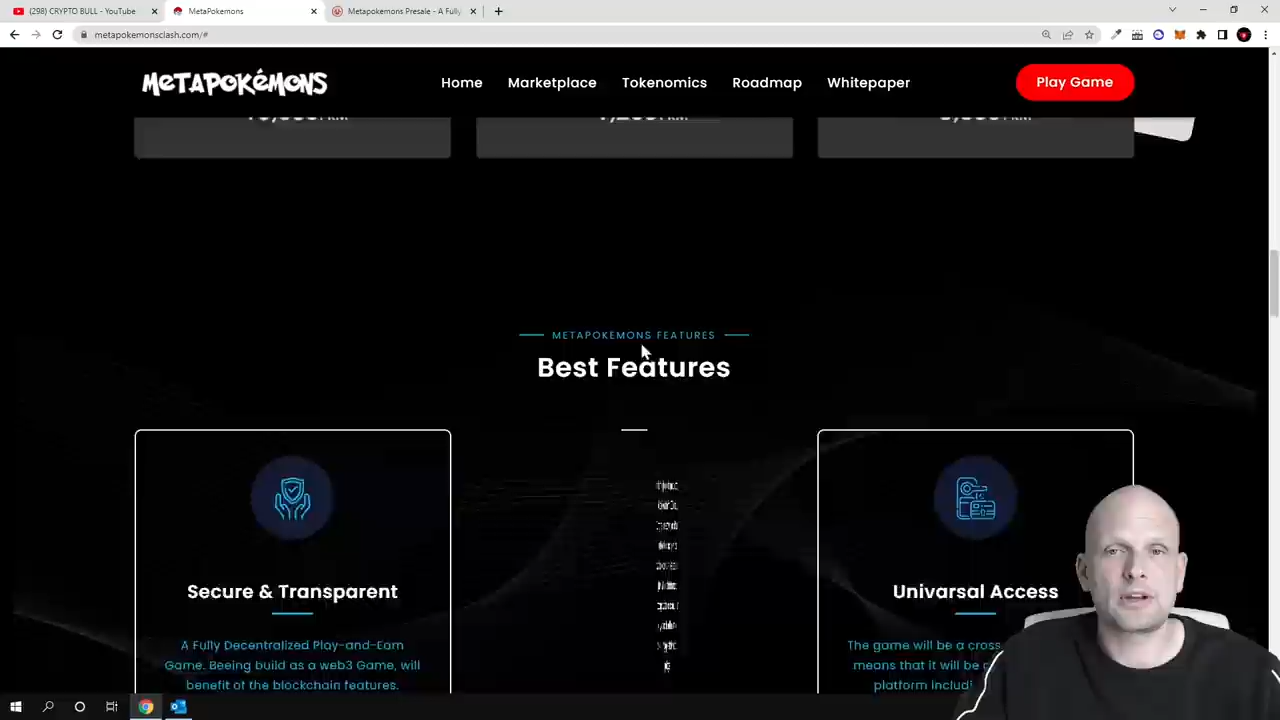 (298) CRYPTO BULL - YouTube
MetaPokemons
Metapokemons Presale - A Fully
metapokemonsclash.com/#
METAPOKÉMONS
Home
Marketplace
Tokenomics
Roadmap
Whitepaper
Play Game
METAPOKEMONS FEATURES
Best Features
Secure & Transparent
A Fully Decentralized Play-and-Earn
Game. Beeing build as a web3 Game, will
benefit of the blockchain features.
Univarsal Access
The game will be a cross
means that it will be
platform includi